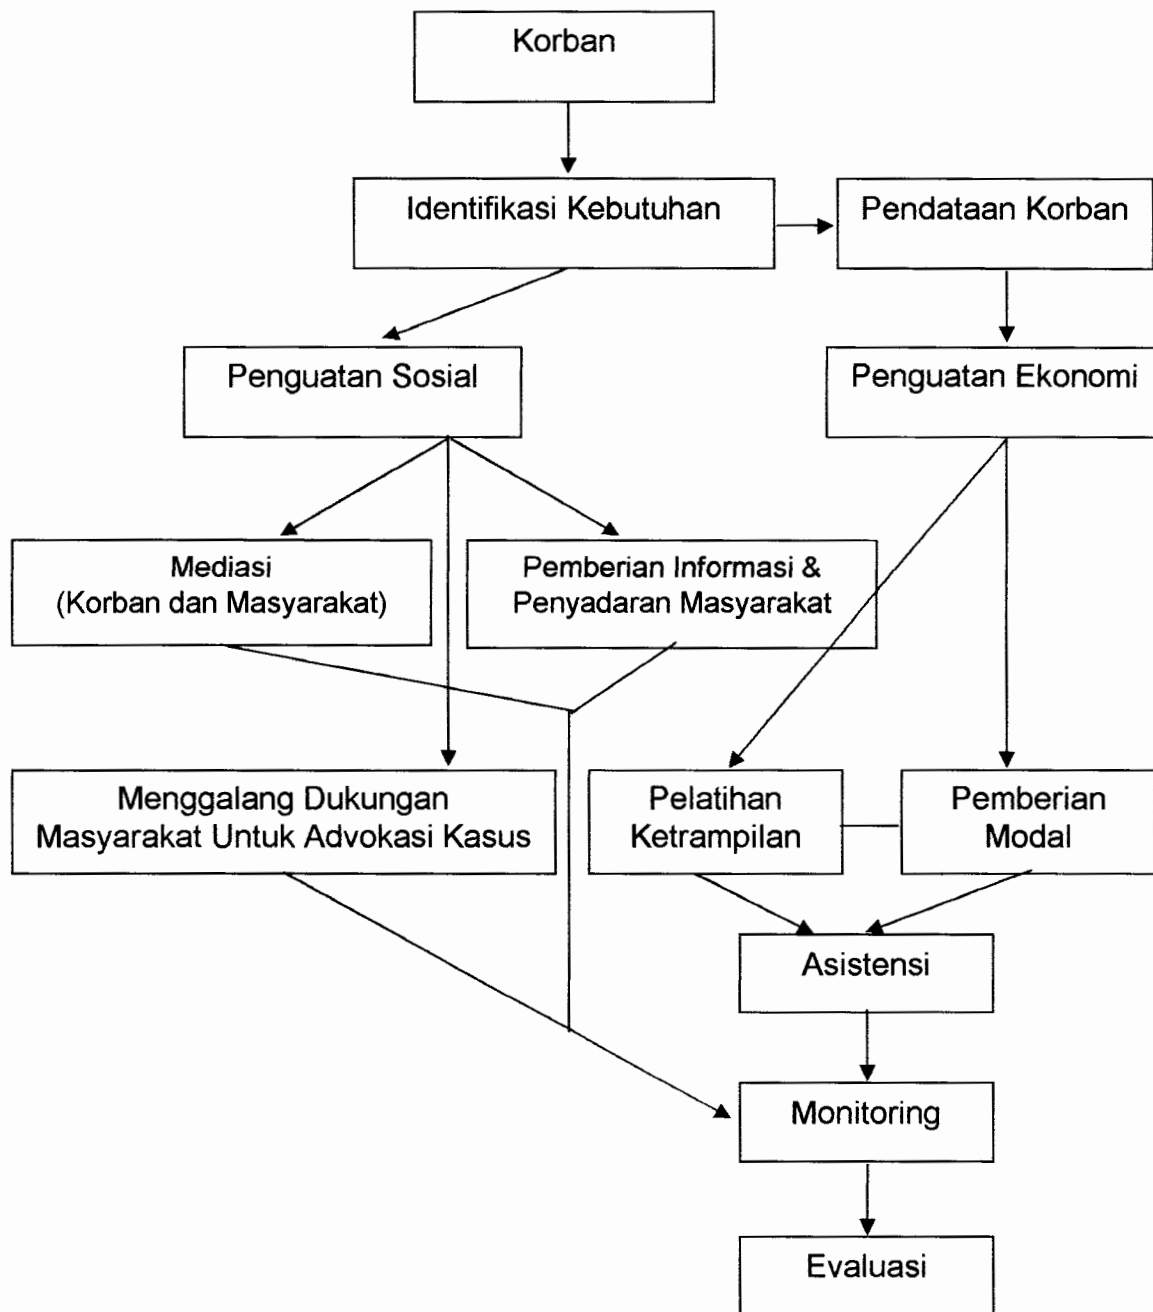 Korban
Identifikasi Kebutuhan
Pendataan Korban
Penguatan Sosial
Penguatan Ekonomi
Mediasi
(Korban dan Masyarakat)
Pemberian Informasi &
Penyadaran Masyarakat
Menggalang Dukungan
Masyarakat Untuk Advokasi Kasus
Pelatihan
Ketrampilan
Pemberian
Modal
Asistensi
Monitoring
Evaluasi